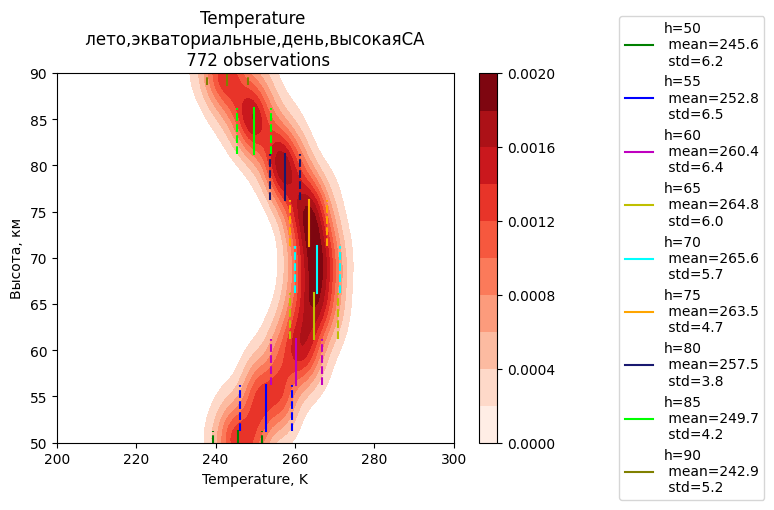 Temperature
лето,экваториальные,день,высокаяСА
772 observations
90
85
80
75
70
65
60
55
50
Высота, км
200
220
240
260
280
300
Temperature, K
0.0020
0.0016
0.0012
0.0008
0.0004
0.0000
h=50
mean=245.6
std=6.2
h=55
mean=252.8
std=6.5
h=60
mean=260.4
std=6.4
h=65
mean=264.8
std=6.0
h=70
mean=265.6
std=5.7
h=75
mean=263.5
std=4.7
h=80
mean=257.5
std=3.8
h=85
mean=249.7
std=4.2
h=90
mean=242.9
std=5.2